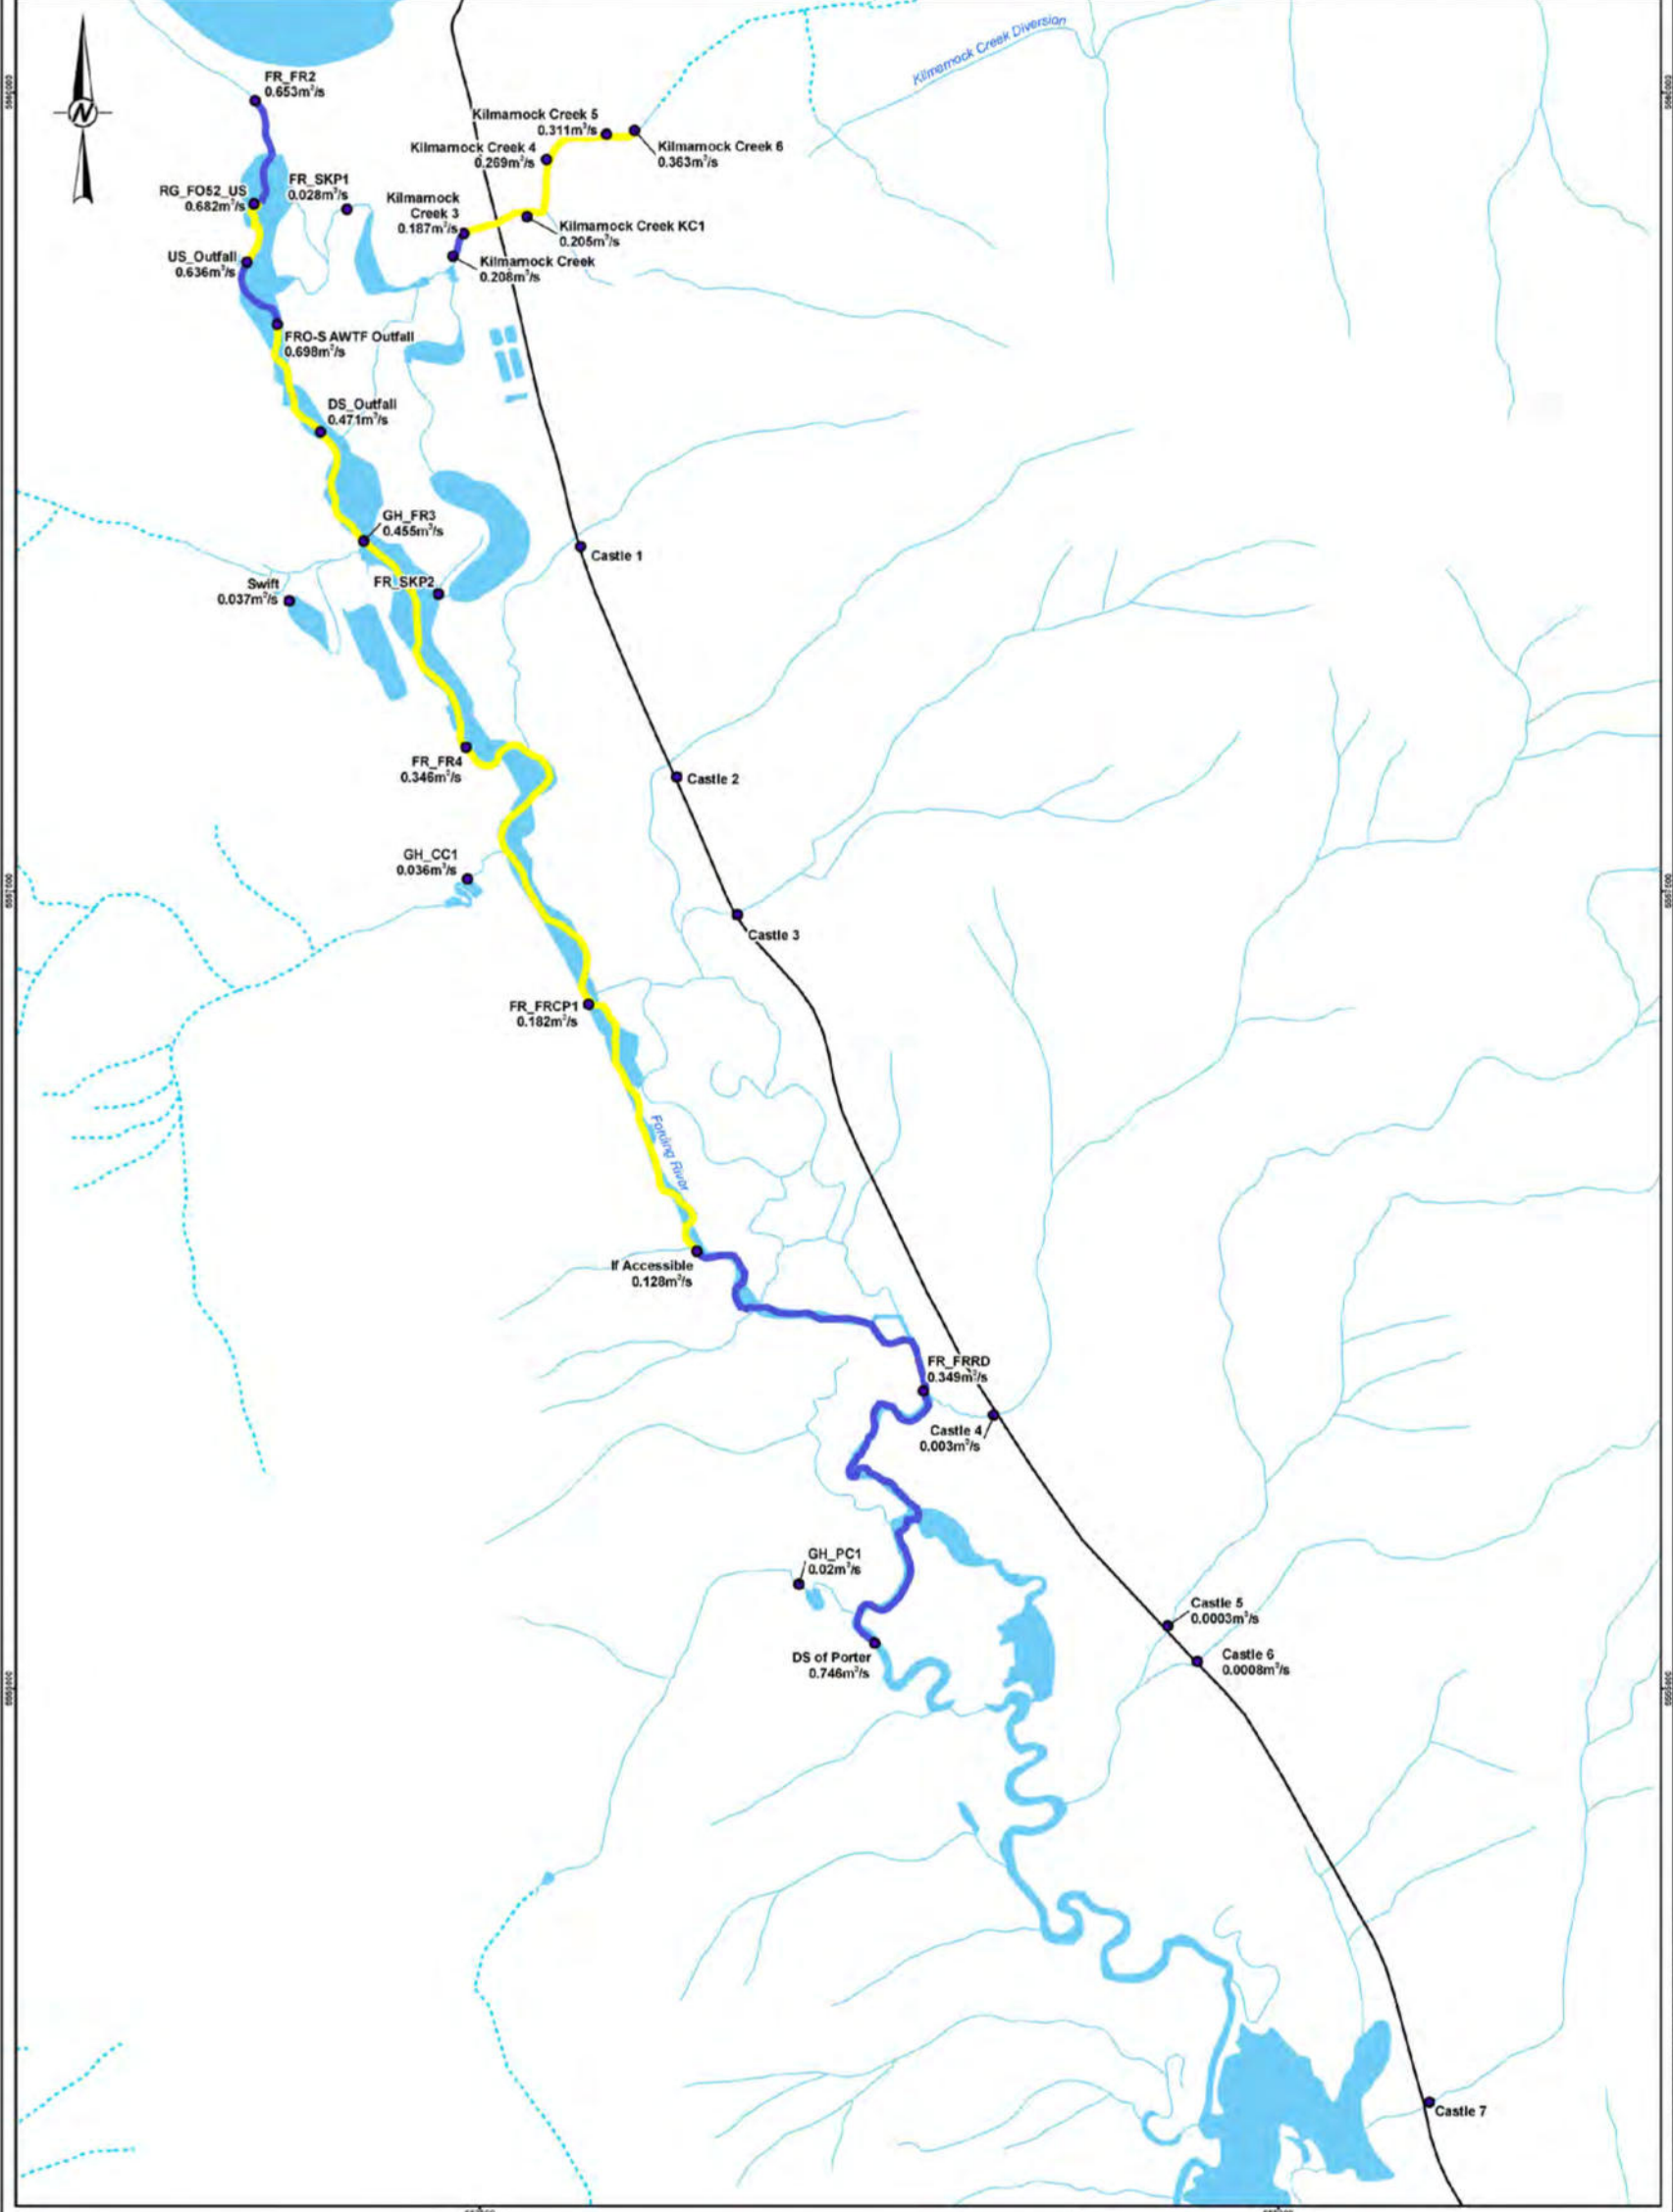 N
Kilmarnock Creek Diversion
FR_FR2
0.653m³/s
Kilmarnock Creek 5
0.311m³/s
Kilmarnock Creek 4
0.269m³/s
Kilmarnock Creek 6
0.363m³/s
FR_SKP1
0.028m³/s
RG_FO52_US
0.682m³/s
Kilmarnock
Creek 3
0.187m³/s
Kilmarnock Creek KC1
0.205m³/s
US_Outfall
0.636m³/s
Kilmarnock Creek
0.208m³/s
FRO-S AWTF Outfall
0.698m³/s
DS_Outfall
0.471m³/s
GH_FR3
0.455m³/s
Castle 1
Swift
0.037m³/s
FR_SKP2
FR_FR4
0.346m³/s
Castle 2
GH_CC1
0.036m³/s
Castle 3
FR_FRCP1
0.182m³/s
Fording River
If Accessible
0.128m³/s
FR_FRRD
0.349m³/s
Castle 4
0.003m³/s
GH_PC1
0.02m³/s
Castle 5
0.0003m³/s
DS of Porter
0.746m³/s
Castle 6
0.0008m³/s
Castle 7